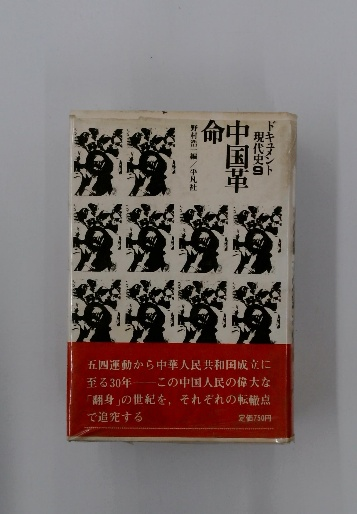 ドキュメント
現代史9
中国革
命
野村浩一編/平凡社
五四運動から中華人民共和国成立に
至る30年——この中国人民の偉大な
「翻身」の世紀を、それぞれの転轍点
で追究する
定価750円